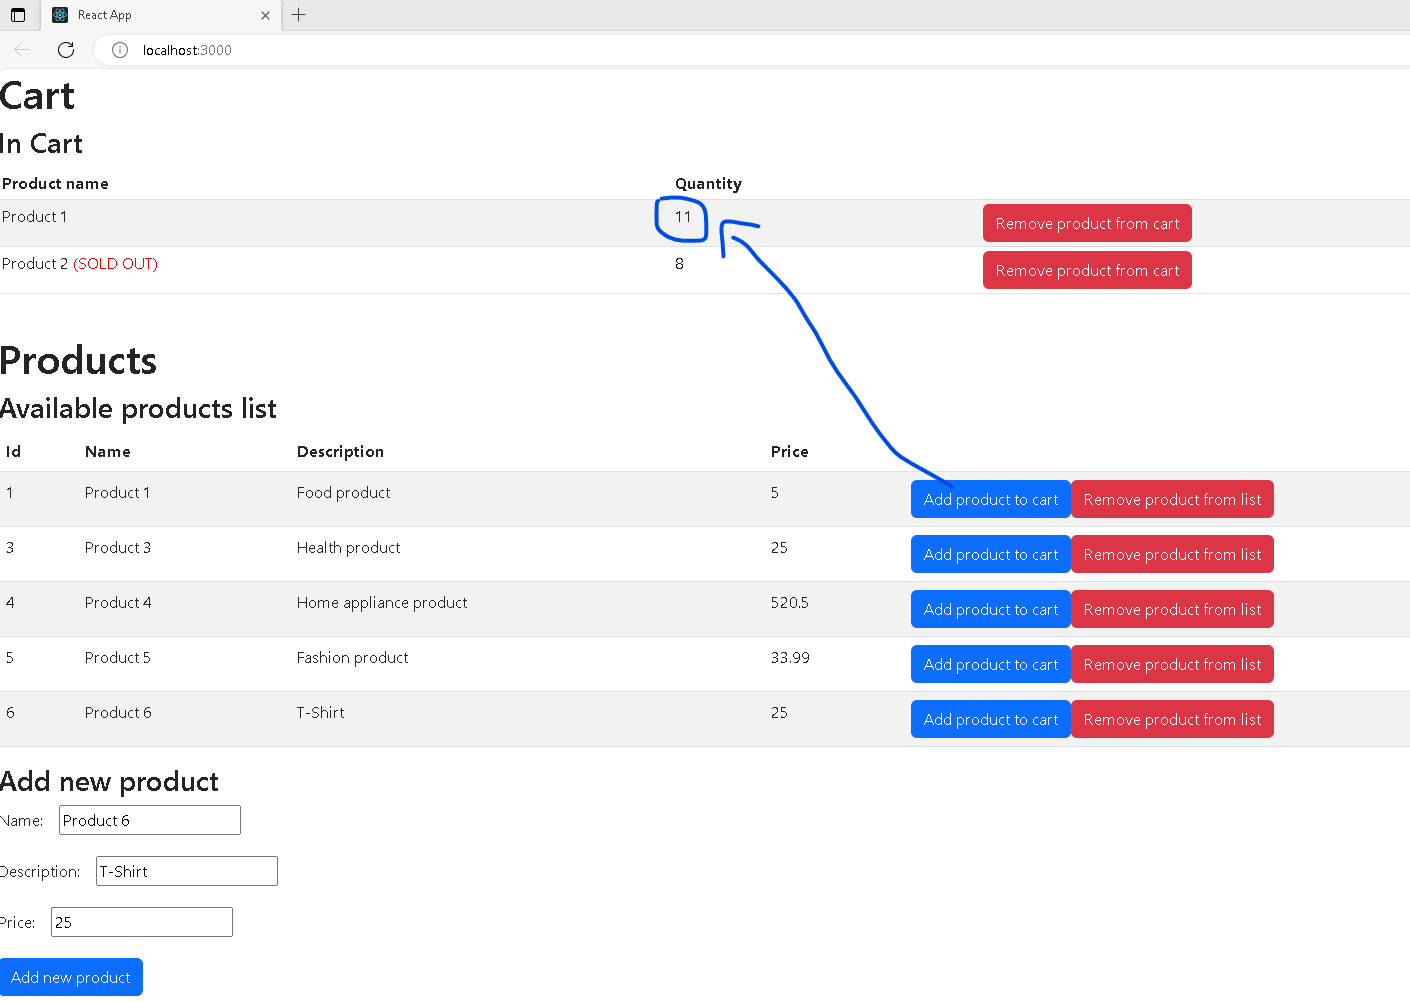 React App
localhost:3000
Cart
In Cart
Product name Quantity
Product 1 11 Remove product from cart
Product 2 (SOLD OUT) 8 Remove product from cart
Products
Available products list
Id Name Description Price
1 Product 1 Food product 5 Add product to cart Remove product from list
3 Product 3 Health product 25 Add product to cart Remove product from list
4 Product 4 Home appliance product 520.5 Add product to cart Remove product from list
5 Product 5 Fashion product 33.99 Add product to cart Remove product from list
6 Product 6 T-Shirt 25 Add product to cart Remove product from list
Add new product
Name: Product 6
Description: T-Shirt
Price: 25
Add new product